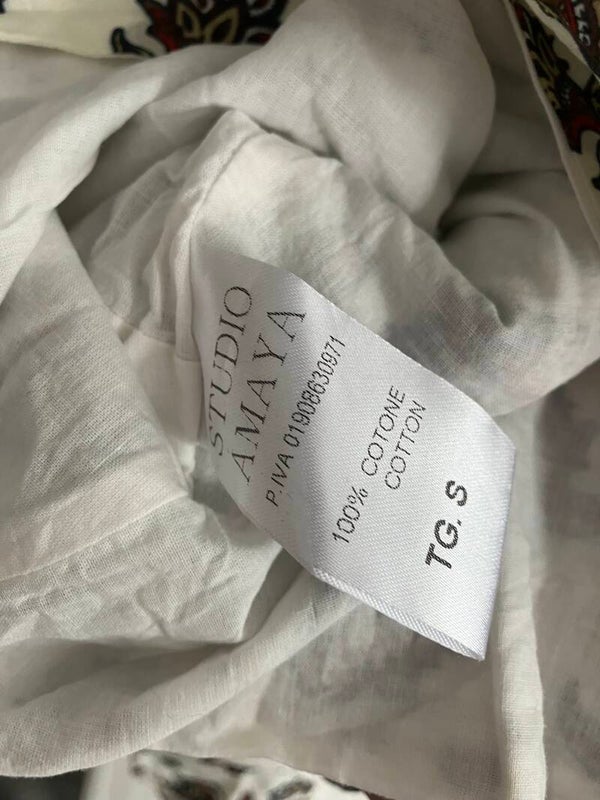 STUDIO
AMAYA
P.IVA 01908630971
100% COTONE
COTTON
TG. S